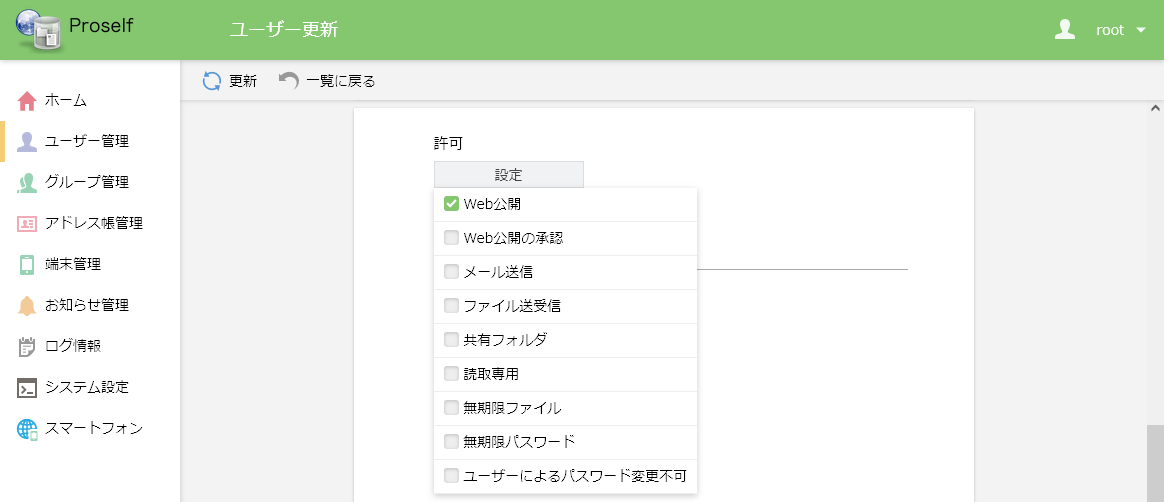 Proself
ユーザー更新
root
更新
一覧に戻る
ホーム
ユーザー管理
グループ管理
アドレス帳管理
端末管理
お知らせ管理
ログ情報
システム設定
スマートフォン
許可
設定
Web公開
Web公開の承認
メール送信
ファイル送受信
共有フォルダ
読取専用
無期限ファイル
無期限パスワード
ユーザーによるパスワード変更不可